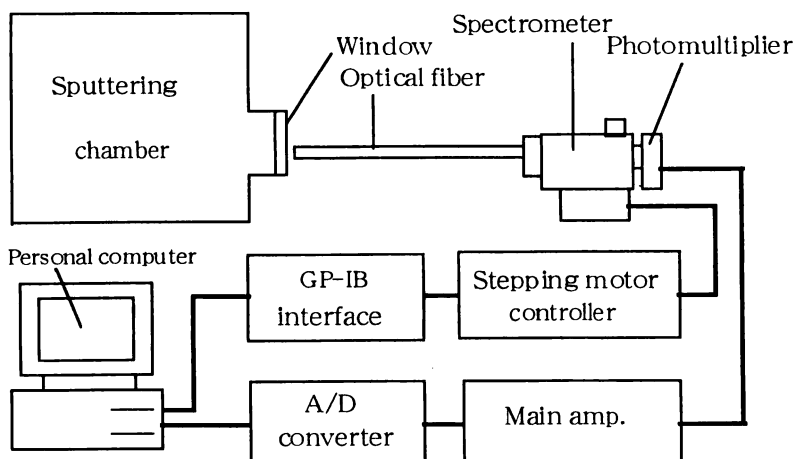 Spectrometer
Photomultiplier
Window
Optical fiber
Sputtering
chamber
Personal computer
GP-IB
interface
Stepping motor
controller
A/D
converter
Main amp.